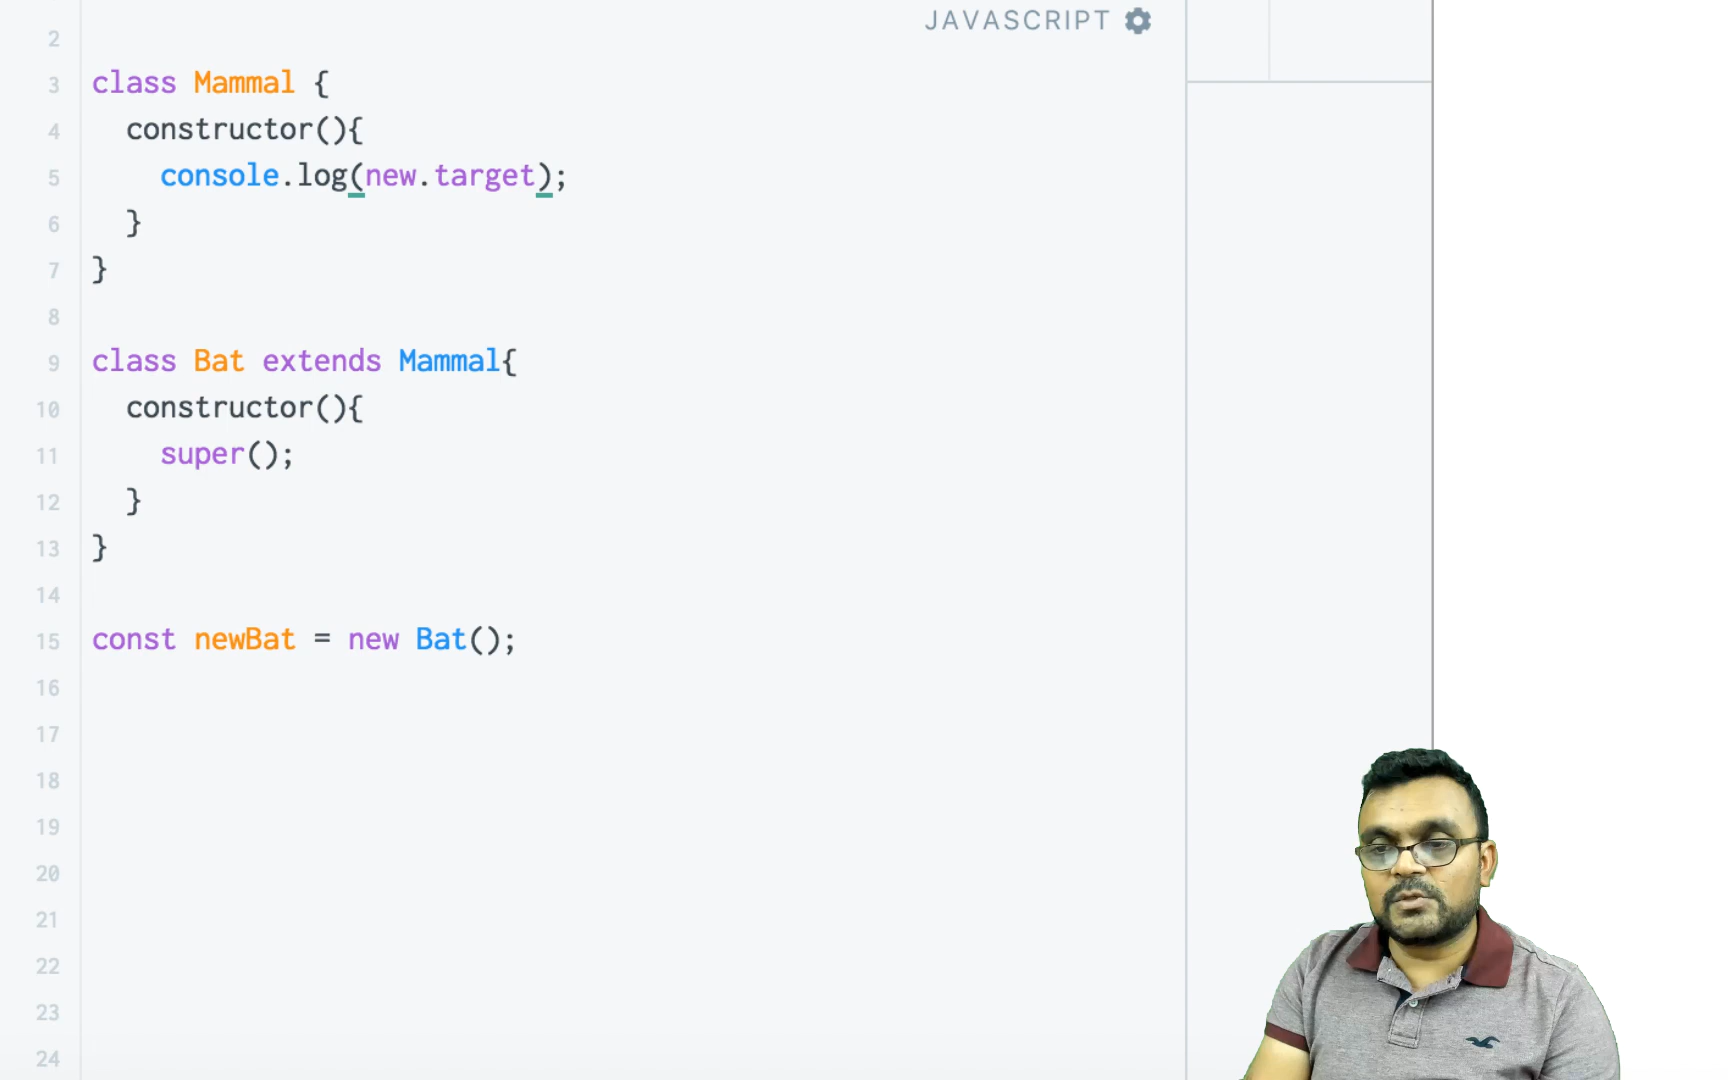 JAVASCRIPT
2
3 class Mammal {
4 constructor(){
5 console.log(new.target);
6 }
7 }
8
9 class Bat extends Mammal{
10 constructor(){
11 super();
12 }
13 }
14
15 const newBat = new Bat();
16
17
18
19
20
21
22
23
24